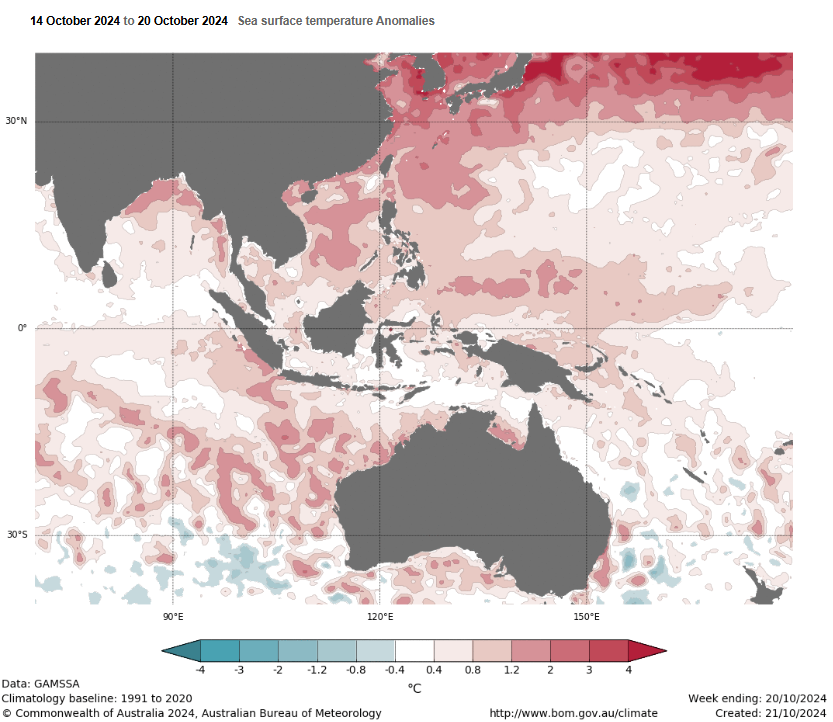 14 October 2024 to 20 October 2024 Sea surface temperature Anomalies
30°N
0°
30°S
90°E 120°E 150°E
-4 -3 -2 -1.2 -0.8 -0.4 0.4 0.8 1.2 2 3 4
°C
Data: GAMSSA
Climatology baseline: 1991 to 2020 Week ending: 20/10/2024
© Commonwealth of Australia 2024, Australian Bureau of Meteorology http://www.bom.gov.au/climate Created: 21/10/2024